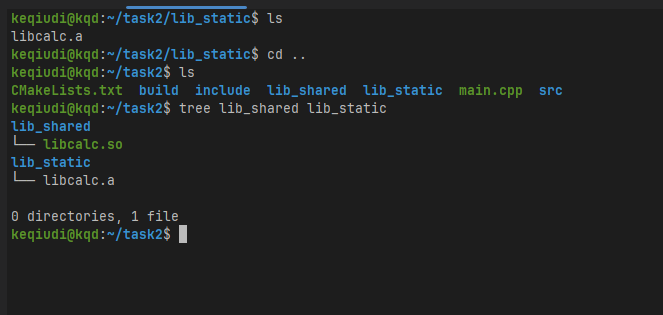 keqiudi@kqd:~/task2/lib_static$ ls
libcalc.a
keqiudi@kqd:~/task2/lib_static$ cd ..
keqiudi@kqd:~/task2$ ls
CMakeLists.txt  build  include  lib_shared  lib_static  main.cpp  src
keqiudi@kqd:~/task2$ tree lib_shared lib_static
lib_shared
└── libcalc.so
lib_static
└── libcalc.a

0 directories, 1 file
keqiudi@kqd:~/task2$